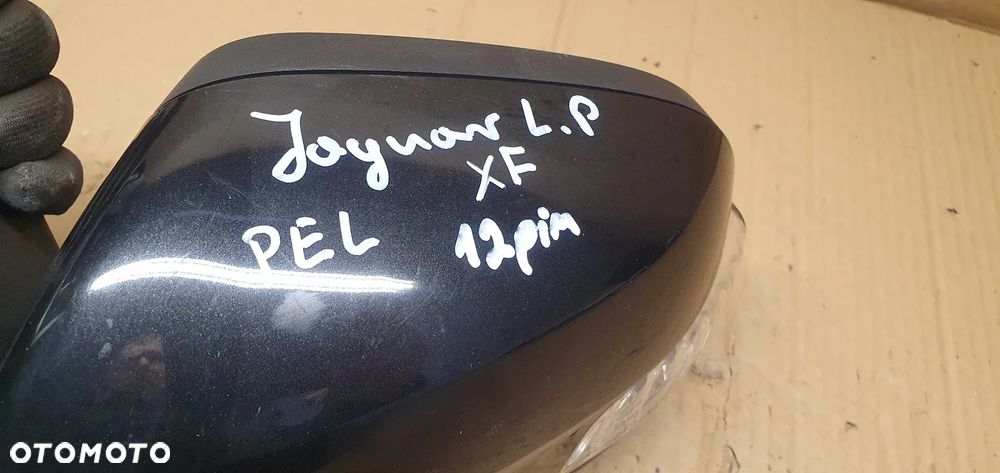 Jaguar L.P
XF
PEL 12pin
OTOMOTO